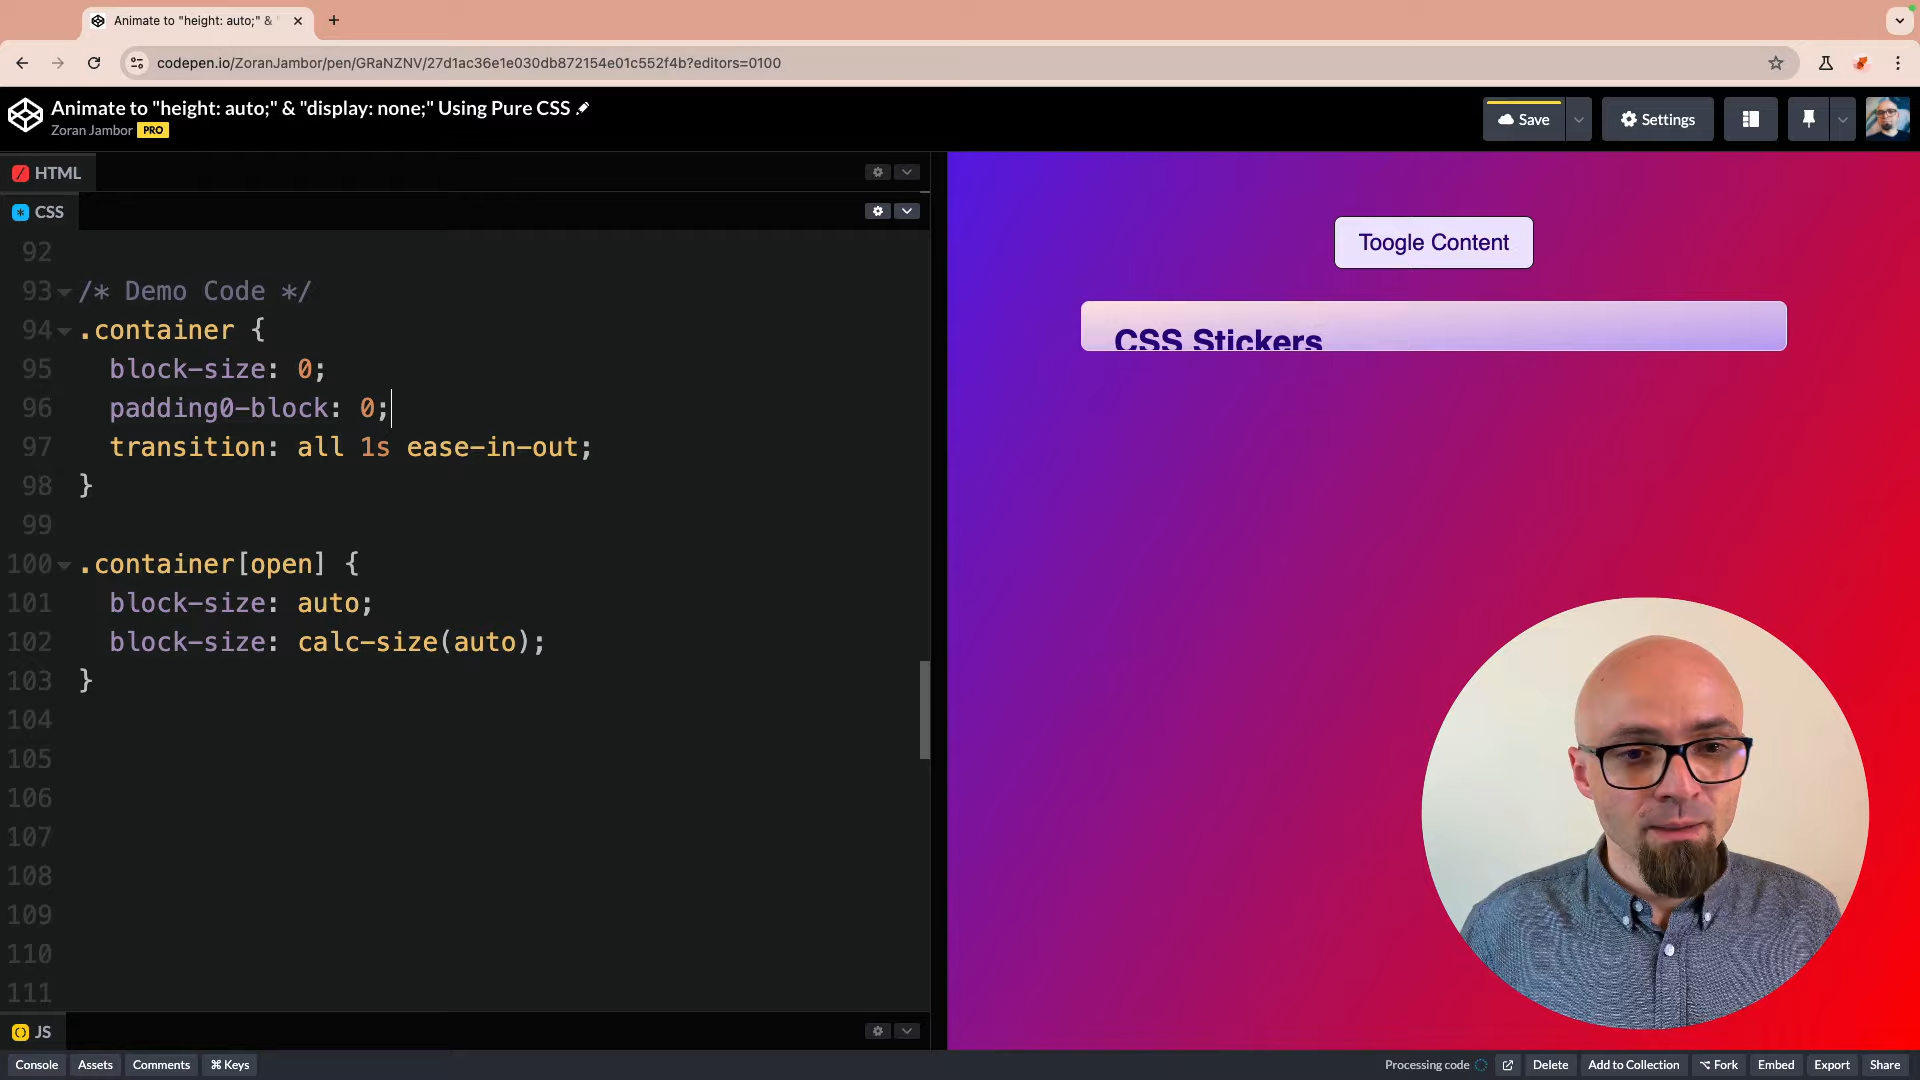 Animate to "height: auto;" &
codepen.io/ZoranJambor/pen/GRaNZNV/27d1ac36e1e030db872154e01c552f4b?editors=0100
Animate to "height: auto;" & "display: none;" Using Pure CSS
Zoran Jambor PRO
Save
Settings
HTML
CSS
92
93 /* Demo Code */
94 .container {
95 block-size: 0;
96 padding0-block: 0;
97 transition: all 1s ease-in-out;
98 }
99
100 .container[open] {
101 block-size: auto;
102 block-size: calc-size(auto);
103 }
104
105
106
107
108
109
110
111
Toogle Content
CSS Stickers
JS
Console Assets Comments ⌘ Keys
Processing code Delete Add to Collection ⌥ Fork Embed Export Share